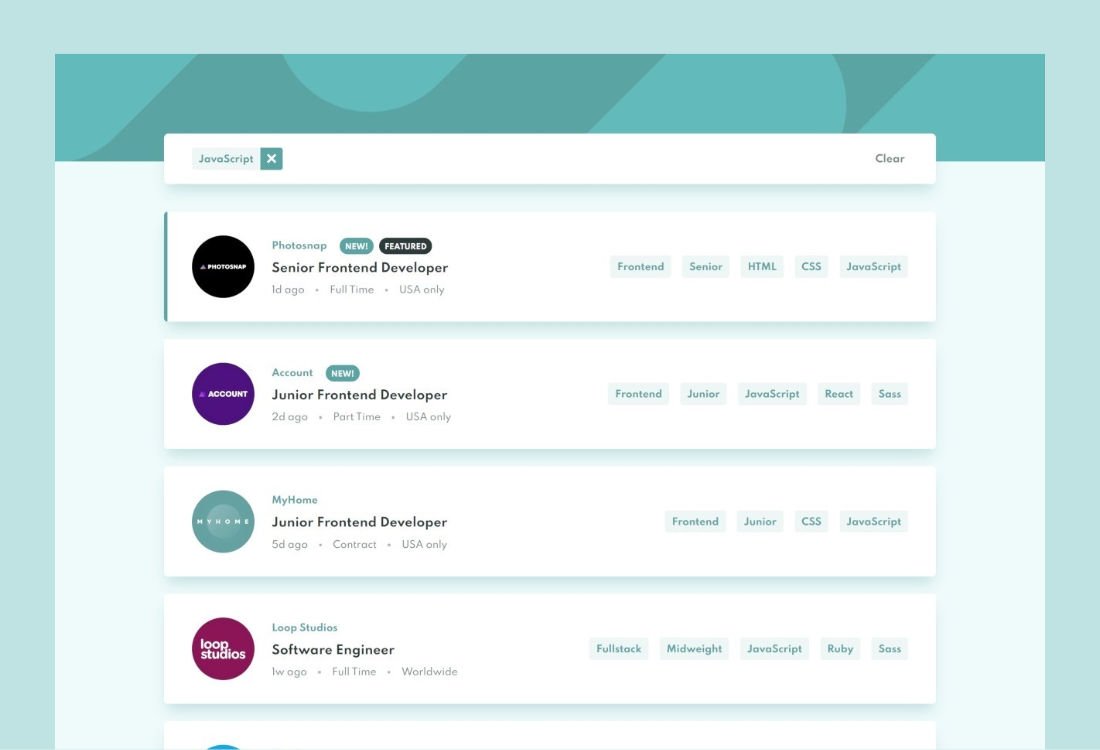 JavaScript Clear
PHOTOSNAP
Photosnap NEW! FEATURED
Senior Frontend Developer
1d ago • Full Time • USA only
Frontend Senior HTML CSS JavaScript
ACCOUNT
Account NEW!
Junior Frontend Developer
2d ago • Part Time • USA only
Frontend Junior JavaScript React Sass
MYHOME
MyHome
Junior Frontend Developer
5d ago • Contract • USA only
Frontend Junior CSS JavaScript
loop
studios
Loop Studios
Software Engineer
1w ago • Full Time • Worldwide
Fullstack Midweight JavaScript Ruby Sass